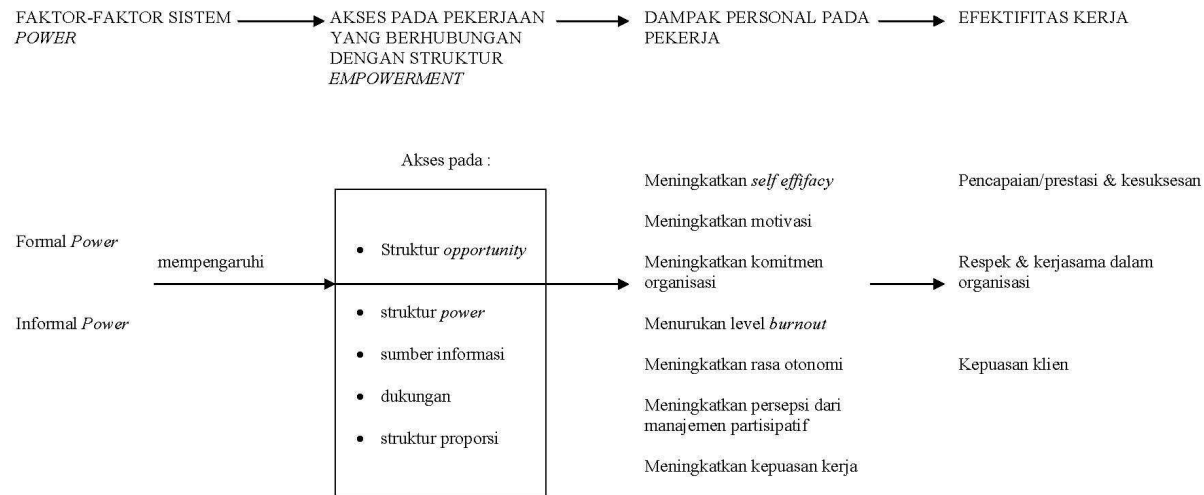 FAKTOR-FAKTOR SISTEM
POWER
AKSES PADA PEKERJAAN
YANG BERHUBUNGAN
DENGAN STRUKTUR
EMPOWERMENT
DAMPAK PERSONAL PADA
PEKERJA
EFEKTIFITAS KERJA
Formal Power
Informal Power
mempengaruhi
Akses pada :
• Struktur opportunity
• struktur power
• sumber informasi
• dukungan
• struktur proporsi
Meningkatkan self effifacy
Meningkatkan motivasi
Meningkatkan komitmen
organisasi
Menurukan level burnout
Meningkatkan rasa otonomi
Meningkatkan persepsi dari
manajemen partisipatif
Meningkatkan kepuasan kerja
Pencapaian/prestasi & kesuksesan
Respek & kerjasama dalam
organisasi
Kepuasan klien